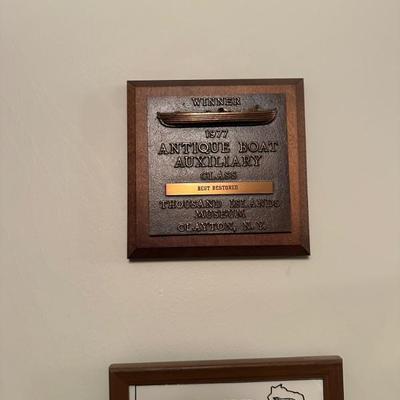 WINNER
1977
ANTIQUE BOAT
AUXILIARY
CLASS
BEST RESTORED
THOUSAND ISLANDS
MUSEUM
CLAYTON, N.Y.